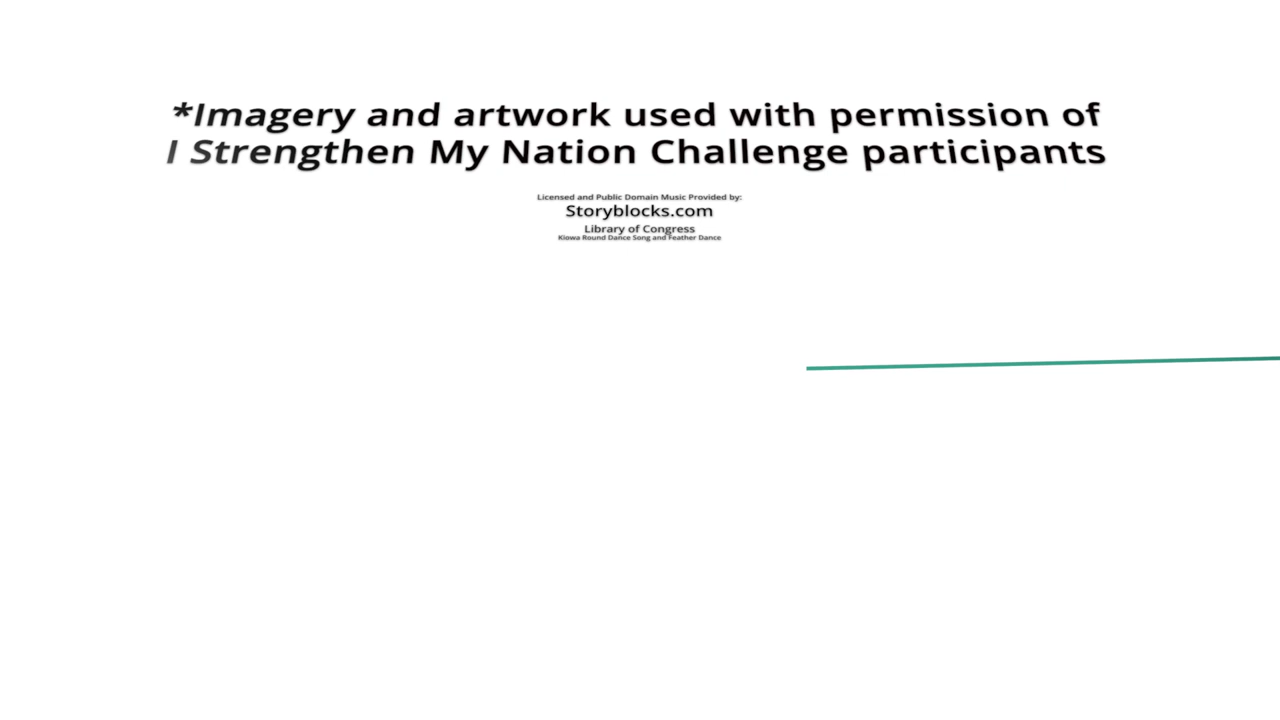 *Imagery and artwork used with permission of
I Strengthen My Nation Challenge participants
Licensed and Public Domain Music Provided by:
Storyblocks.com
Library of Congress
Kiowa Round Dance Song and Feather Dance